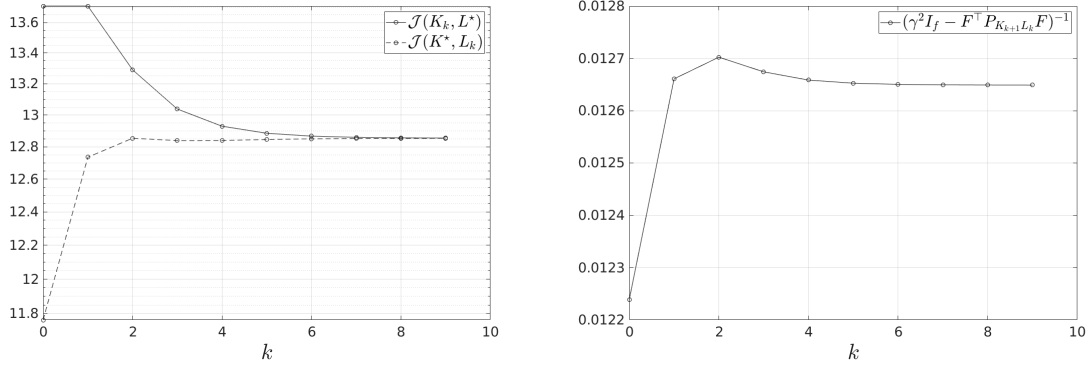 13.6
13.4
13.2
13
12.8
12.6
12.4
12.2
12
11.8
0 2 4 6 8 10
k
𝒥(K_k, L^⋆)
𝒥(K^⋆, L_k)
0.0128
0.0127
0.0126
0.0125
0.0124
0.0123
0.0122
0 2 4 6 8 10
k
(γ²I_f − F^⊤P_{K_{k+1}L_k}F)^{−1}